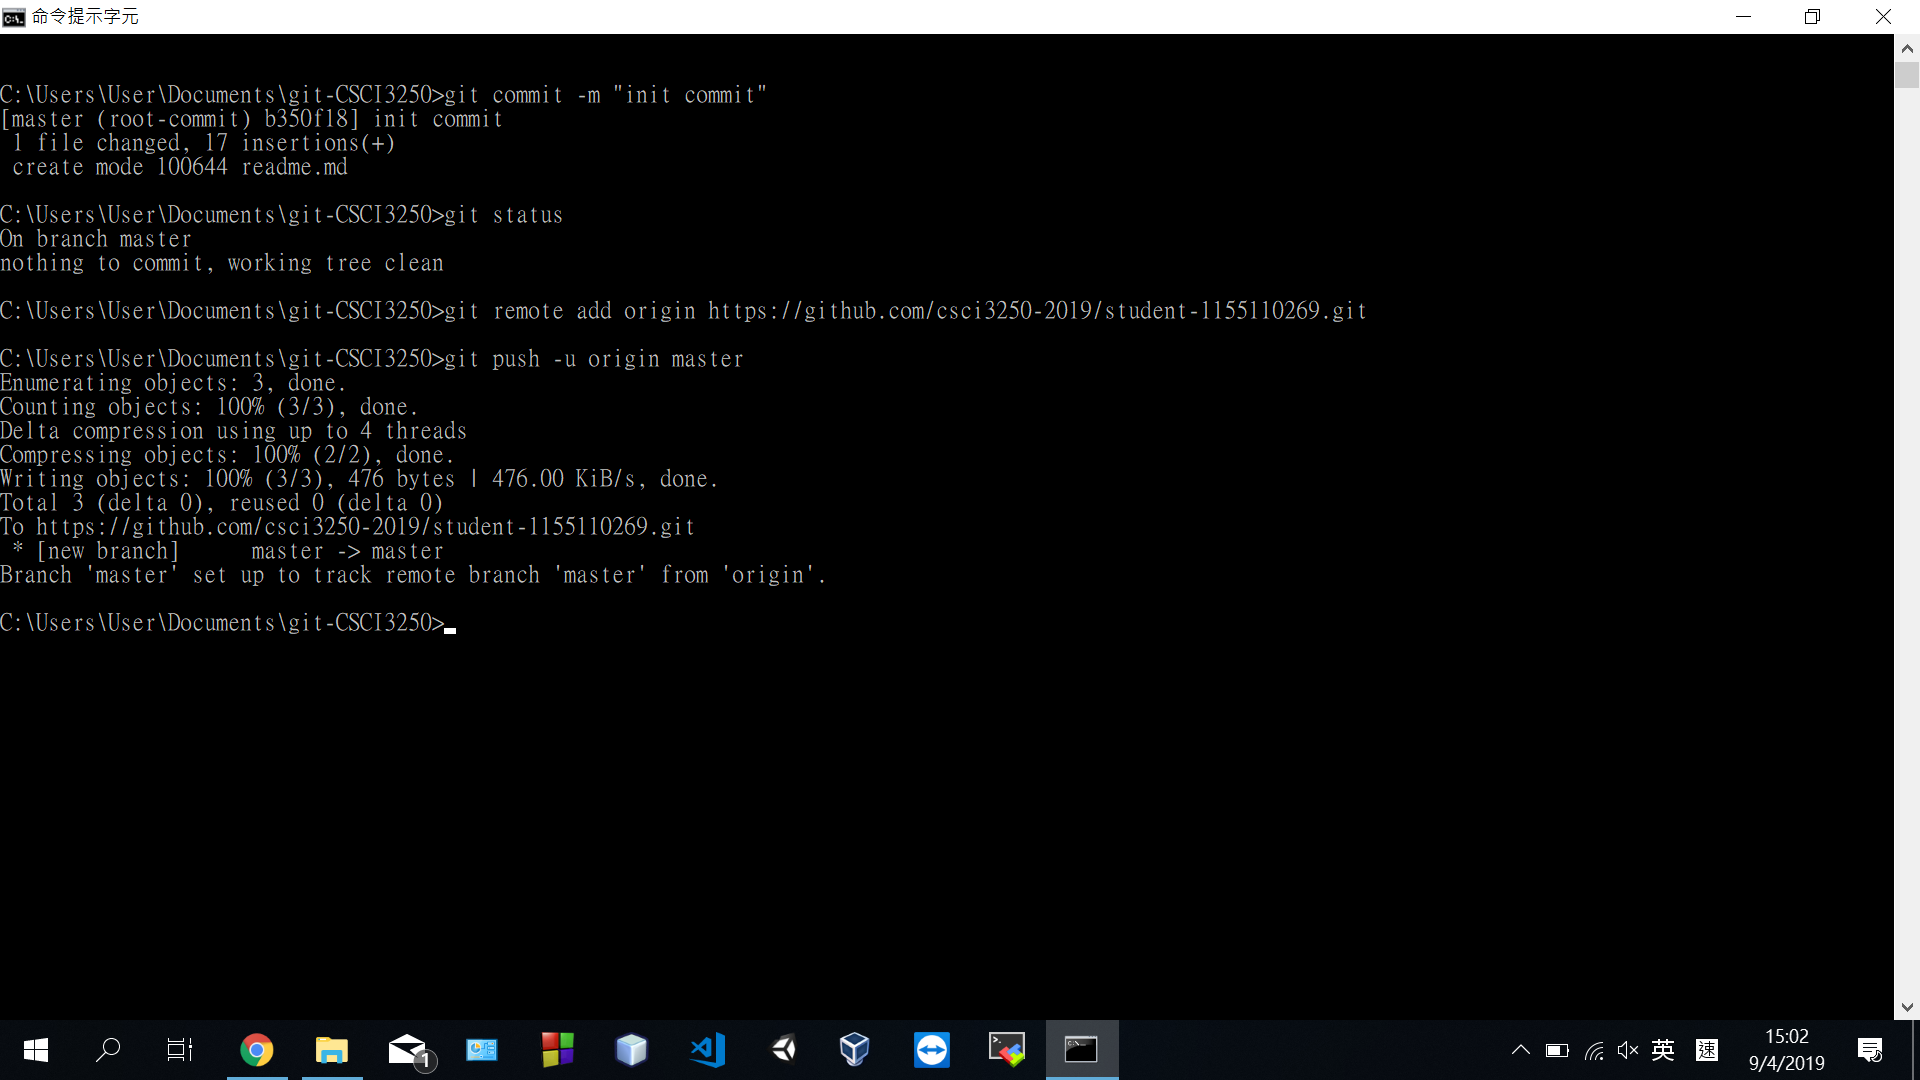 命令提示字元
C:\Users\User\Documents\git-CSCI3250>git commit -m "init commit"
[master (root-commit) b350f18] init commit
 1 file changed, 17 insertions(+)
 create mode 100644 readme.md
C:\Users\User\Documents\git-CSCI3250>git status
On branch master
nothing to commit, working tree clean
C:\Users\User\Documents\git-CSCI3250>git remote add origin https://github.com/csci3250-2019/student-1155110269.git
C:\Users\User\Documents\git-CSCI3250>git push -u origin master
Enumerating objects: 3, done.
Counting objects: 100% (3/3), done.
Delta compression using up to 4 threads
Compressing objects: 100% (2/2), done.
Writing objects: 100% (3/3), 476 bytes | 476.00 KiB/s, done.
Total 3 (delta 0), reused 0 (delta 0)
To https://github.com/csci3250-2019/student-1155110269.git
 * [new branch]      master -> master
Branch 'master' set up to track remote branch 'master' from 'origin'.
C:\Users\User\Documents\git-CSCI3250>
1
英
速
15:02
9/4/2019